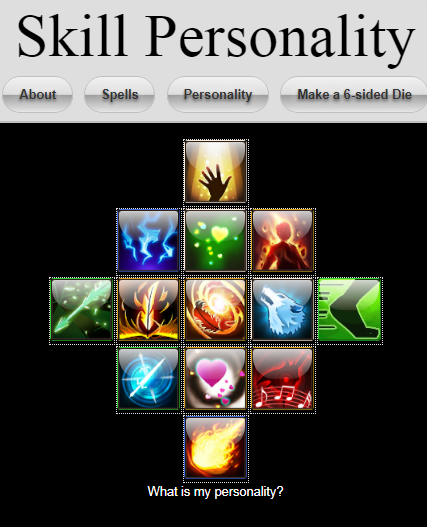 Skill Personality
About
Spells
Personality
Make a 6-sided Die
What is my personality?